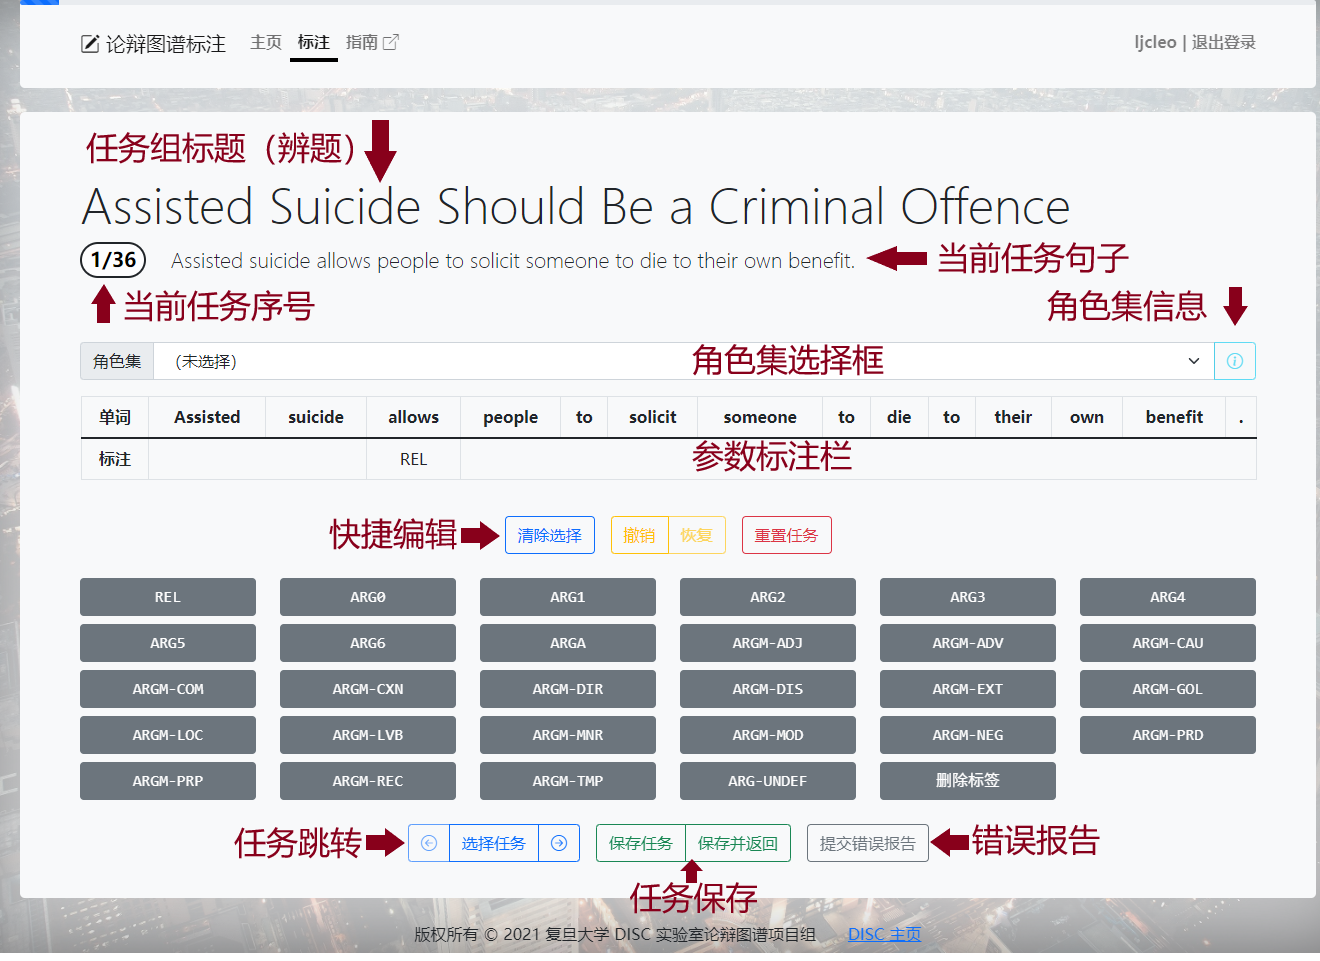 论辩图谱标注 主页 标注 指南 ljcleo | 退出登录
任务组标题（辨题）
Assisted Suicide Should Be a Criminal Offence
1/36 Assisted suicide allows people to solicit someone to die to their own benefit. 当前任务句子
当前任务序号 角色集信息
角色集 （未选择） 角色集选择框
单词 Assisted suicide allows people to solicit someone to die to their own benefit .
标注 REL 参数标注栏
快捷编辑 清除选择 撤销 恢复 重置任务
REL ARG0 ARG1 ARG2 ARG3 ARG4
ARG5 ARG6 ARGA ARGM-ADJ ARGM-ADV ARGM-CAU
ARGM-COM ARGM-CXN ARGM-DIR ARGM-DIS ARGM-EXT ARGM-GOL
ARGM-LOC ARGM-LVB ARGM-MNR ARGM-MOD ARGM-NEG ARGM-PRD
ARGM-PRP ARGM-REC ARGM-TMP ARG-UNDEF 删除标签
任务跳转 选择任务 保存任务 保存并返回 提交错误报告 错误报告
任务保存
版权所有 © 2021 复旦大学 DISC 实验室论辩图谱项目组 DISC 主页